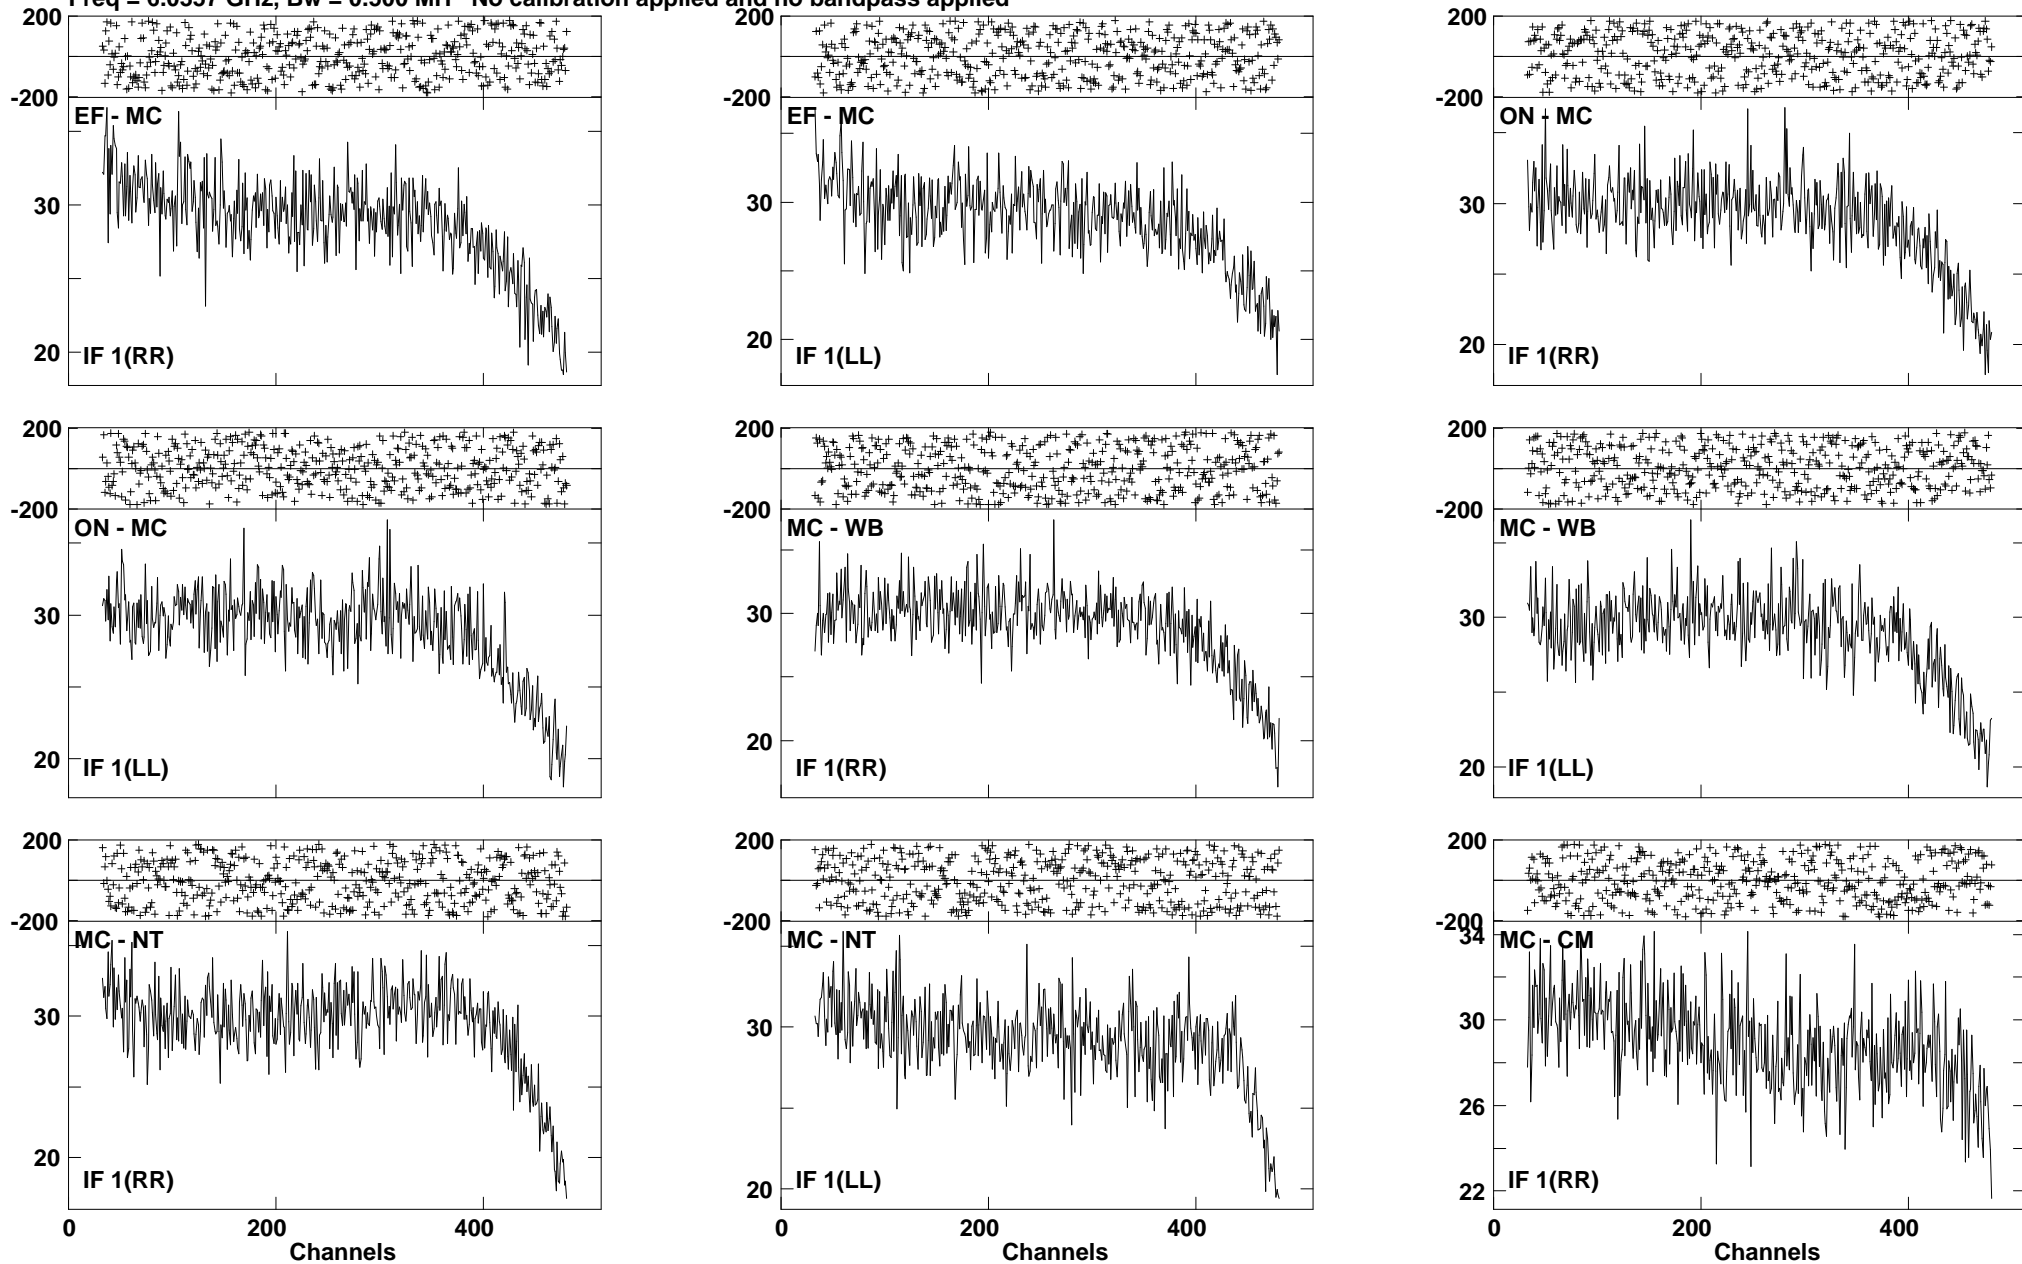 Freq = 6.0357 GHz, Bw = 0.500 MH No calibration applied and no bandpass applied
200
-200
EF - MC
30
20
IF 1(RR)
200
-200
EF - MC
30
20
IF 1(LL)
200
-200
ON - MC
30
20
IF 1(RR)
200
-200
ON - MC
30
20
IF 1(LL)
200
-200
MC - WB
30
20
IF 1(RR)
200
-200
MC - WB
30
20
IF 1(LL)
200
-200
MC - NT
30
20
IF 1(RR)
0 200 400
Channels
200
-200
MC - NT
30
20
IF 1(LL)
0 200 400
Channels
200
-200
34
MC - CM
30
26
22
IF 1(RR)
0 200 400
Channels